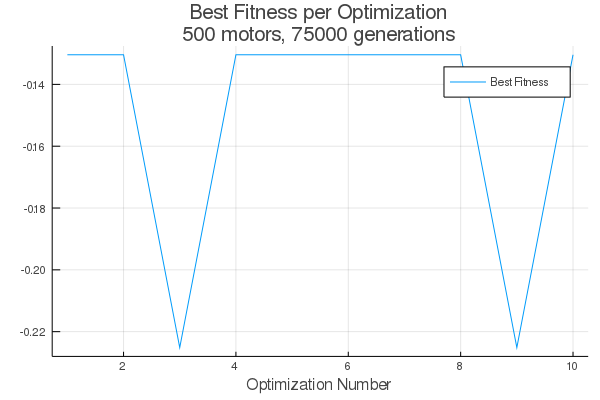 Best Fitness per Optimization
500 motors, 75000 generations
Best Fitness
-0.14
-0.16
-0.18
-0.20
-0.22
2 4 6 8 10
Optimization Number